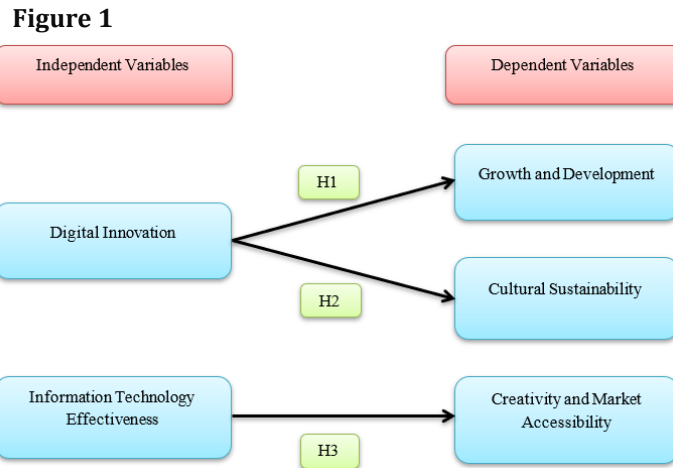 Figure 1
Independent Variables
Dependent Variables
H1
Growth and Development
Digital Innovation
H2
Cultural Sustainability
Information Technology
Effectiveness
Creativity and Market
Accessibility
H3